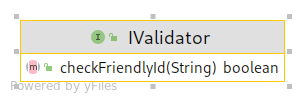 I IValidator
m checkFriendlyId(String) boolean
Powered by yFiles